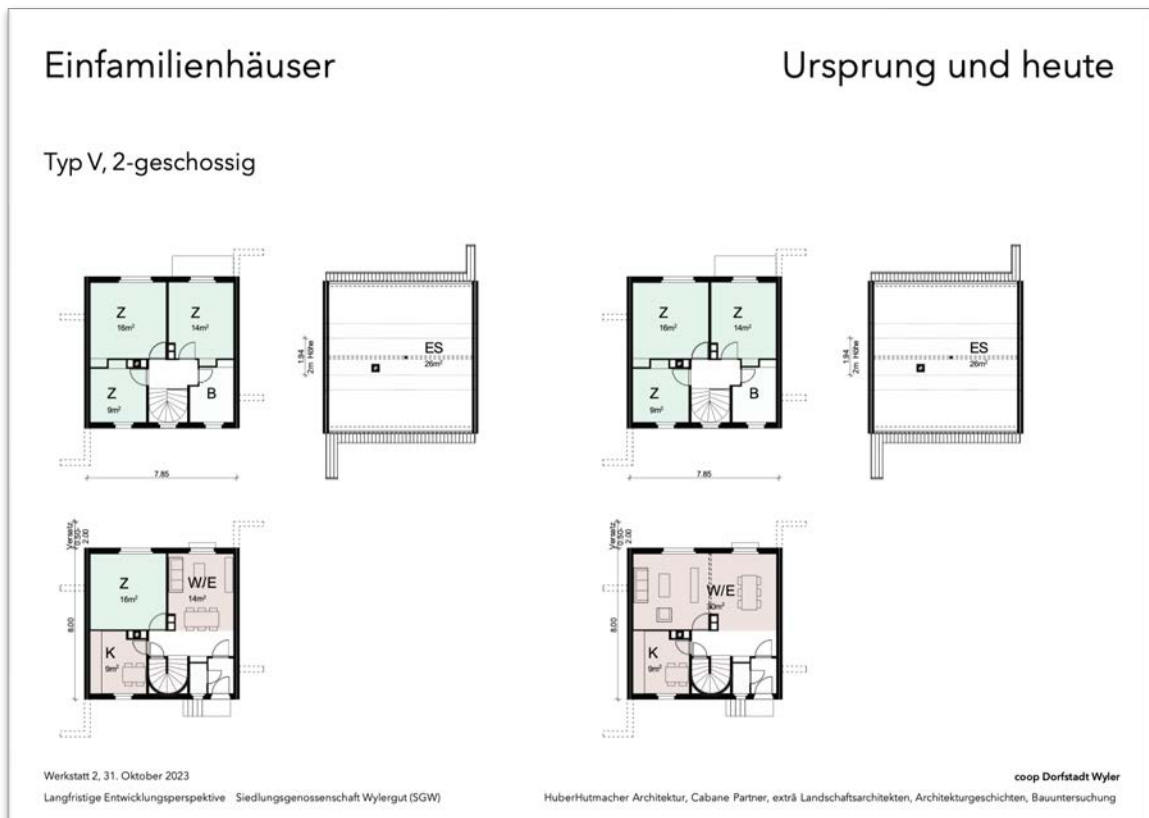 Einfamilienhäuser
Ursprung und heute
Typ V, 2-geschossig
Z
16m²
Z
14m²
Z
9m²
B
7.85
1.94
2m Höhe
ES
26m²
Z
16m²
Z
14m²
Z
9m²
B
7.85
1.94
2m Höhe
ES
26m²
Versatz
0.50-
2.00
8.00
Z
16m²
W/E
14m²
K
9m²
Versatz
0.50-
2.00
8.00
W/E
30m²
K
9m²
Werkstatt 2, 31. Oktober 2023
coop Dorfstadt Wyler
Langfristige Entwicklungsperspektive Siedlungsgenossenschaft Wylergut (SGW)
HuberHutmacher Architektur, Cabane Partner, extrā Landschaftsarchitekten, Architekturgeschichten, Bauuntersuchung